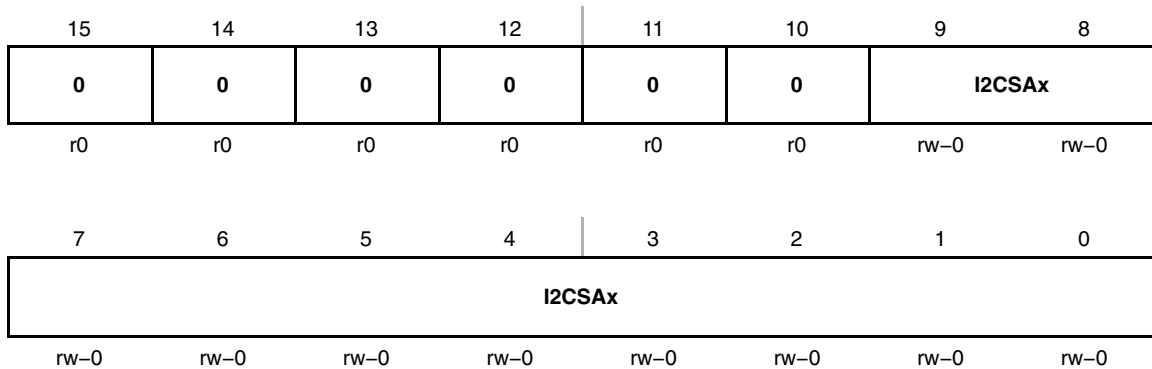 15 14 13 12 11 10 9 8
0 0 0 0 0 0 I2CSAx
r0 r0 r0 r0 r0 r0 rw−0 rw−0
7 6 5 4 3 2 1 0
I2CSAx
rw−0 rw−0 rw−0 rw−0 rw−0 rw−0 rw−0 rw−0